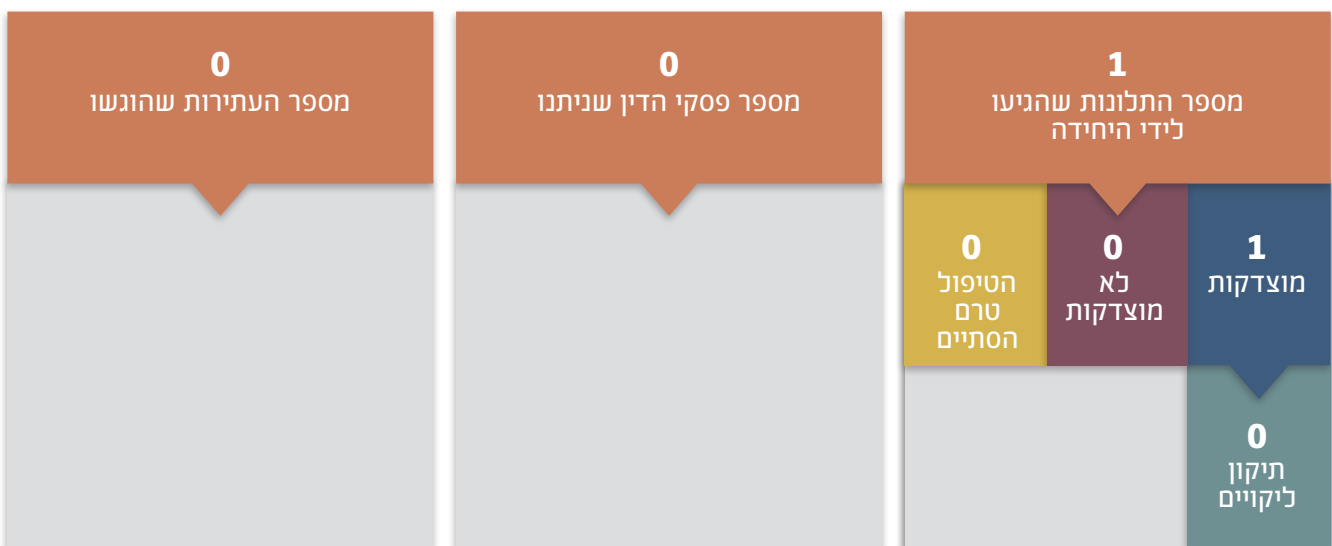 1
מספר התלונות שהגיעו
לידי היחידה
1
מוצדקות
0
תיקון
ליקויים
0
לא
מוצדקות
0
הטיפול
טרם
הסתיים
0
מספר פסקי הדין שניתנו
0
מספר העתירות שהוגשו